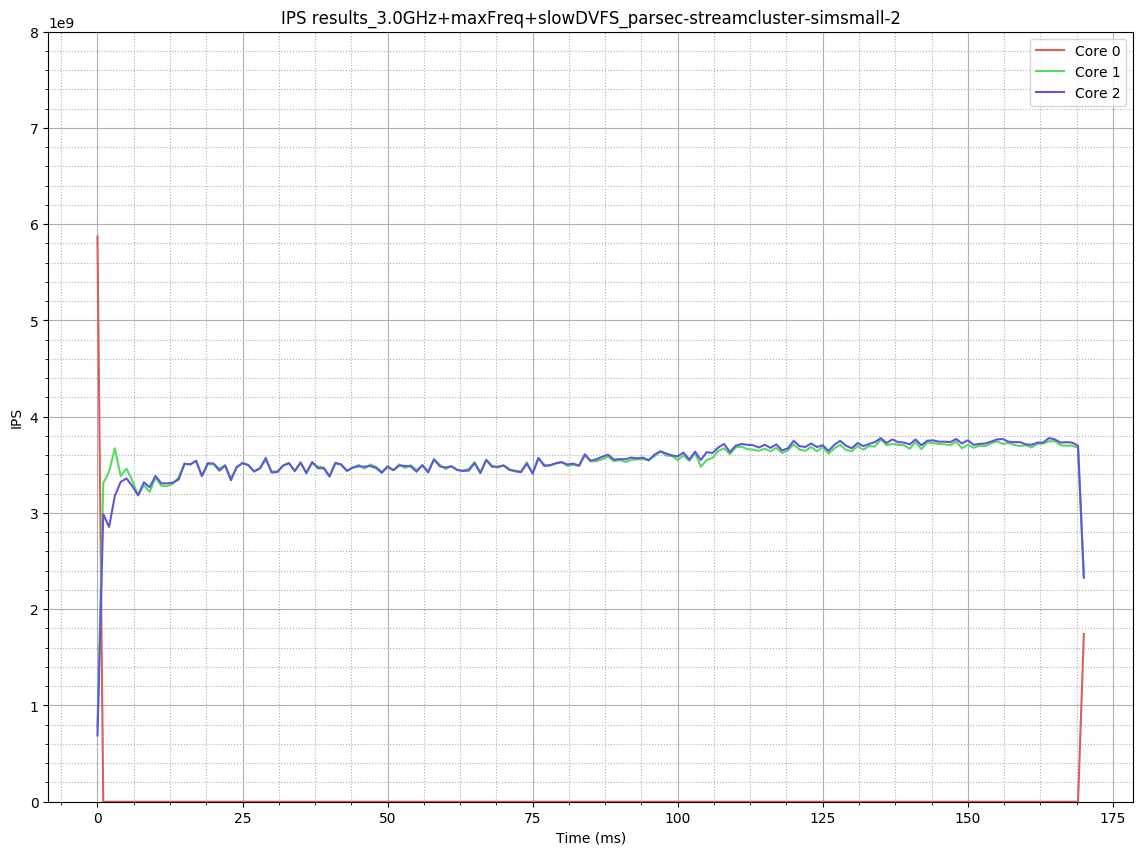 IPS results_3.0GHz+maxFreq+slowDVFS_parsec-streamcluster-simsmall-2
1e9
8
7
6
5
4
3
2
1
0
IPS
Core 0
Core 1
Core 2
0 25 50 75 100 125 150 175
Time (ms)